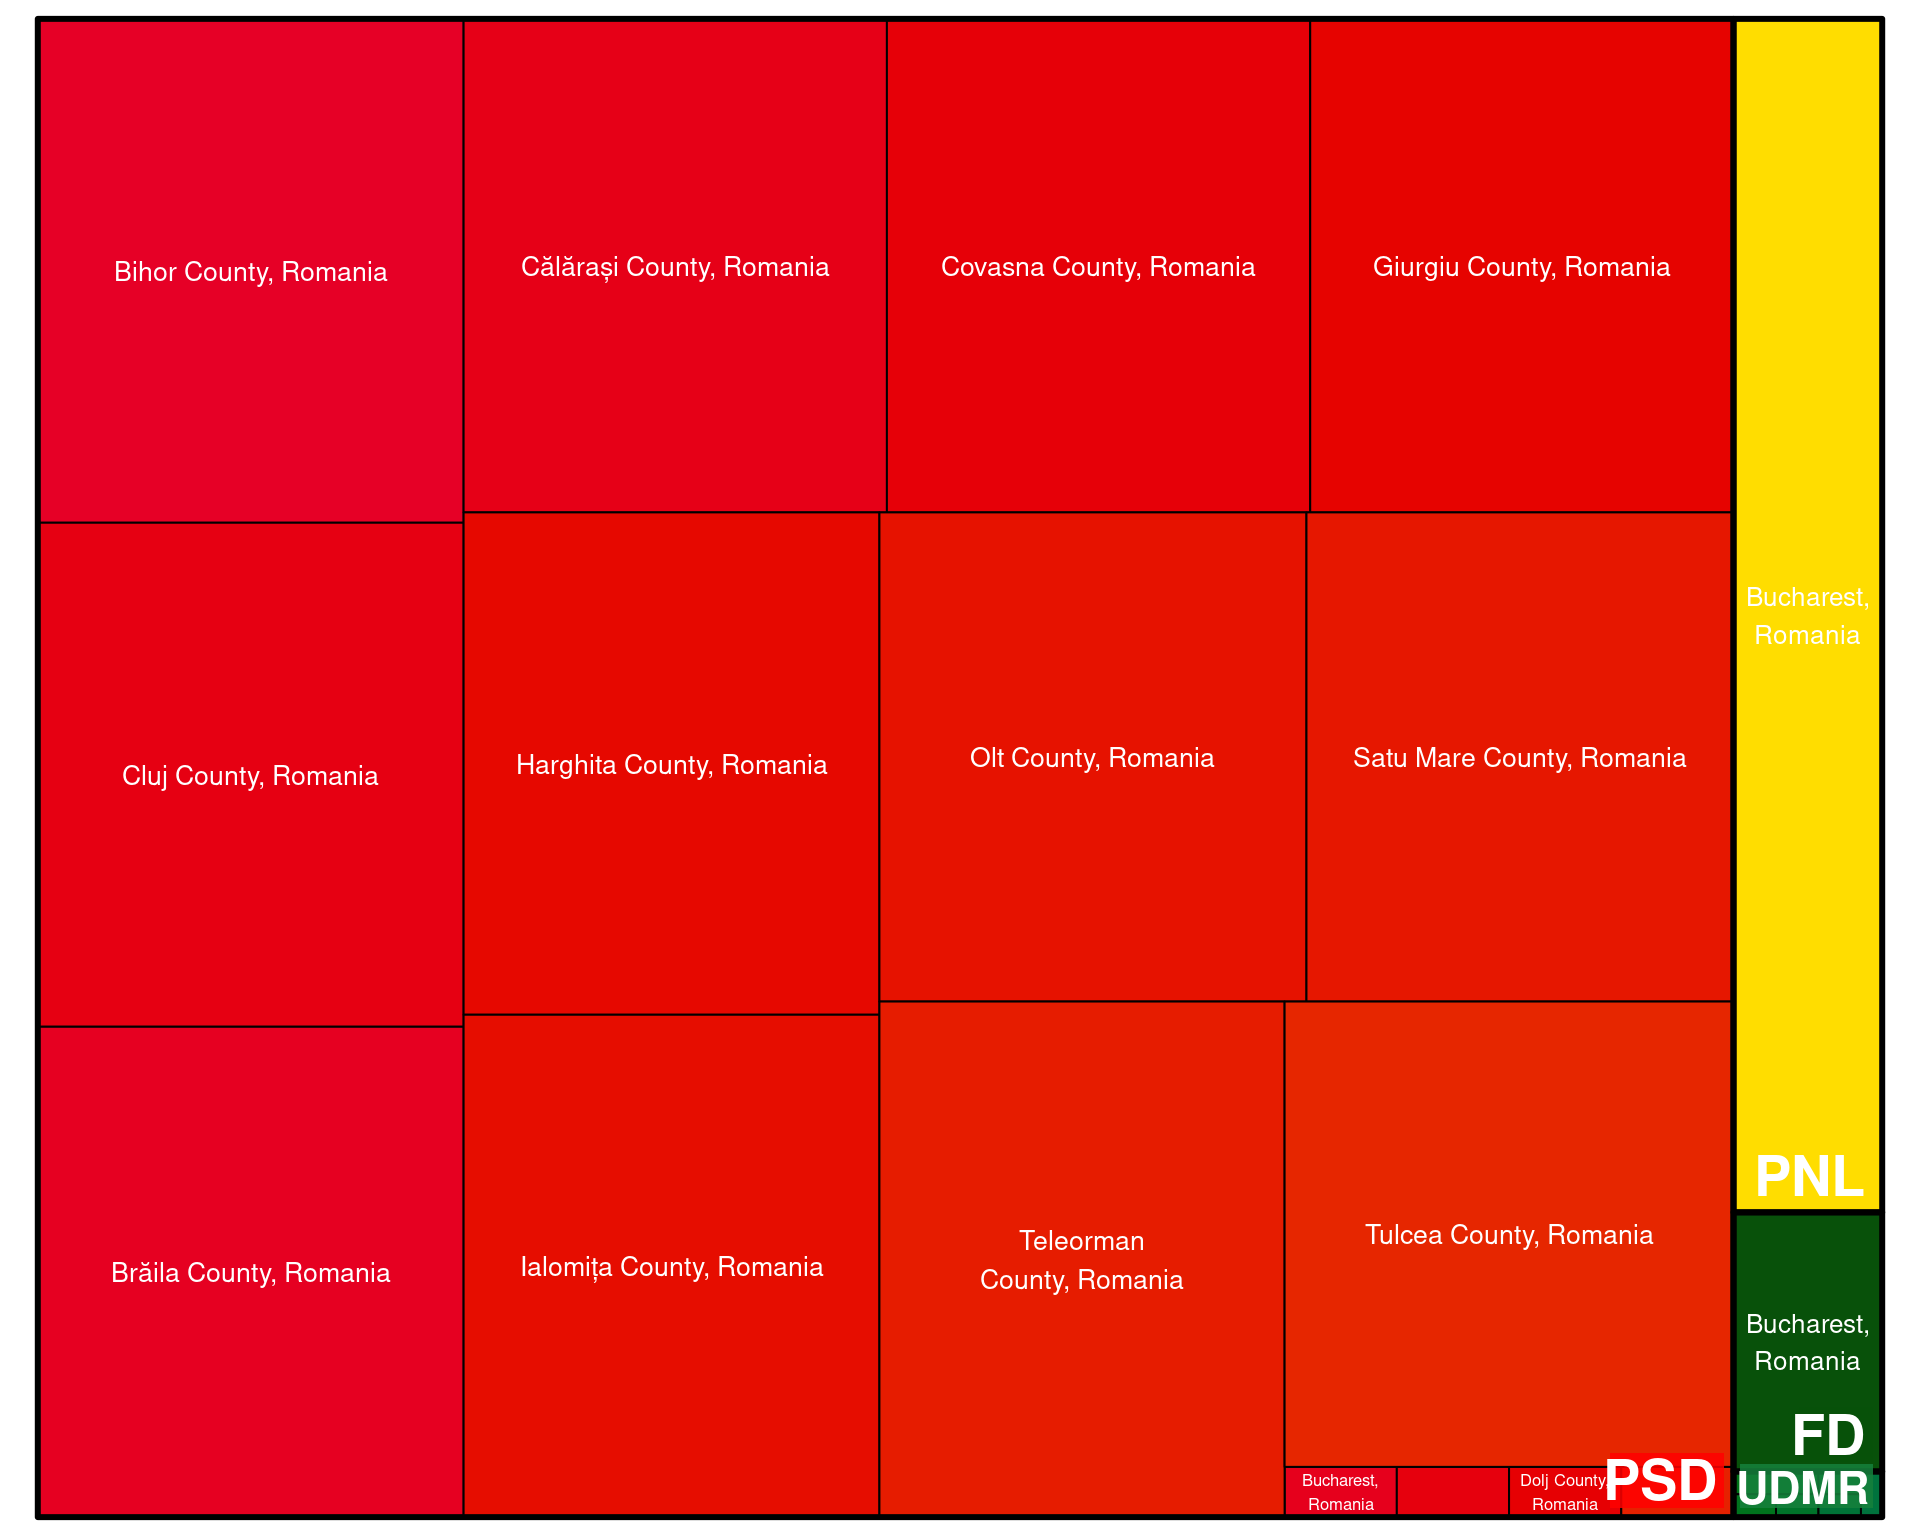 Bihor County, Romania
Călărași County, Romania
Covasna County, Romania
Giurgiu County, Romania
Bucharest,
Romania
PNL
Cluj County, Romania
Harghita County, Romania
Olt County, Romania
Satu Mare County, Romania
Brăila County, Romania
Ialomița County, Romania
Teleorman
County, Romania
Tulcea County, Romania
Bucharest,
Romania
FD
Bucharest,
Romania
Dolj County,
Romania
PSD
UDMR